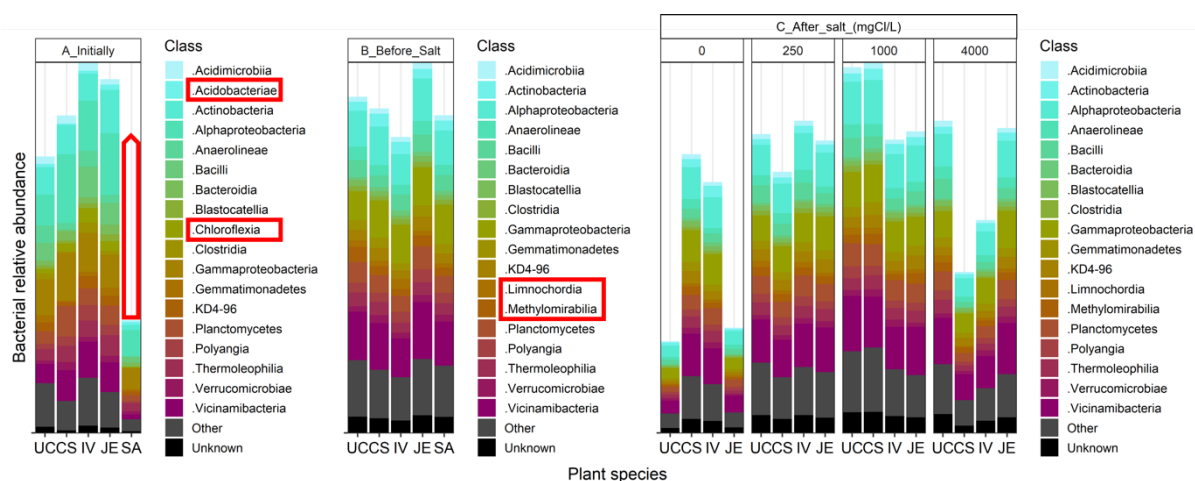 C_After_salt_(mgCl/L)
A_Initially
Class
B_Before_Salt
Class
0
250
1000
4000
Class
Bacterial relative abundance
.Acidimicrobiia
.Acidobacteriae
.Actinobacteria
.Alphaproteobacteria
.Anaerolineae
.Bacilli
.Bacteroidia
.Blastocatellia
.Chloroflexia
.Clostridia
.Gammaproteobacteria
.Gemmatimonadetes
KD4-96
.Planctomycetes
.Polyangia
.Thermoleophilia
.Verrucomicrobiae
.Vicinamibacteria
Other
Unknown
.Acidimicrobiia
.Actinobacteria
.Alphaproteobacteria
.Anaerolineae
.Bacilli
.Bacteroidia
.Blastocatellia
.Clostridia
.Gammaproteobacteria
.Gemmatimonadetes
.KD4-96
.Limnochordia
.Methylomirabilia
.Planctomycetes
.Polyangia
.Thermoleophilia
.Verrucomicrobiae
.Vicinamibacteria
Other
Unknown
.Acidimicrobiia
.Actinobacteria
.Alphaproteobacteria
.Anaerolineae
.Bacilli
.Bacteroidia
.Blastocatellia
.Clostridia
.Gammaproteobacteria
.Gemmatimonadetes
.KD4-96
.Limnochordia
.Methylomirabilia
.Planctomycetes
.Polyangia
.Thermoleophilia
.Verrucomicrobiae
.Vicinamibacteria
Other
Unknown
UCCS IV JE SA
UCCS IV JE SA
UCCS IV JE
UCCS IV JE
UCCS IV JE
UCCS IV JE
Plant species